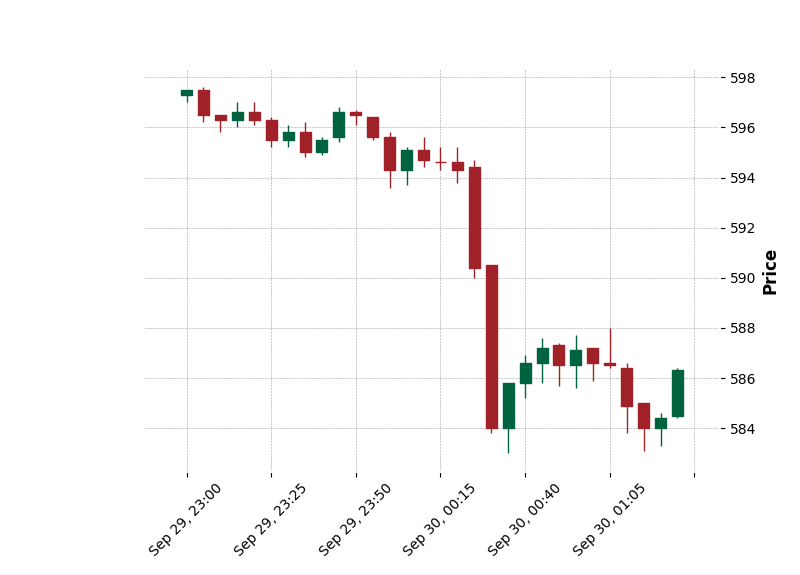 598
596
594
592
590
588
586
584
Price
Sep 29, 23:00
Sep 29, 23:25
Sep 29, 23:50
Sep 30, 00:15
Sep 30, 00:40
Sep 30, 01:05